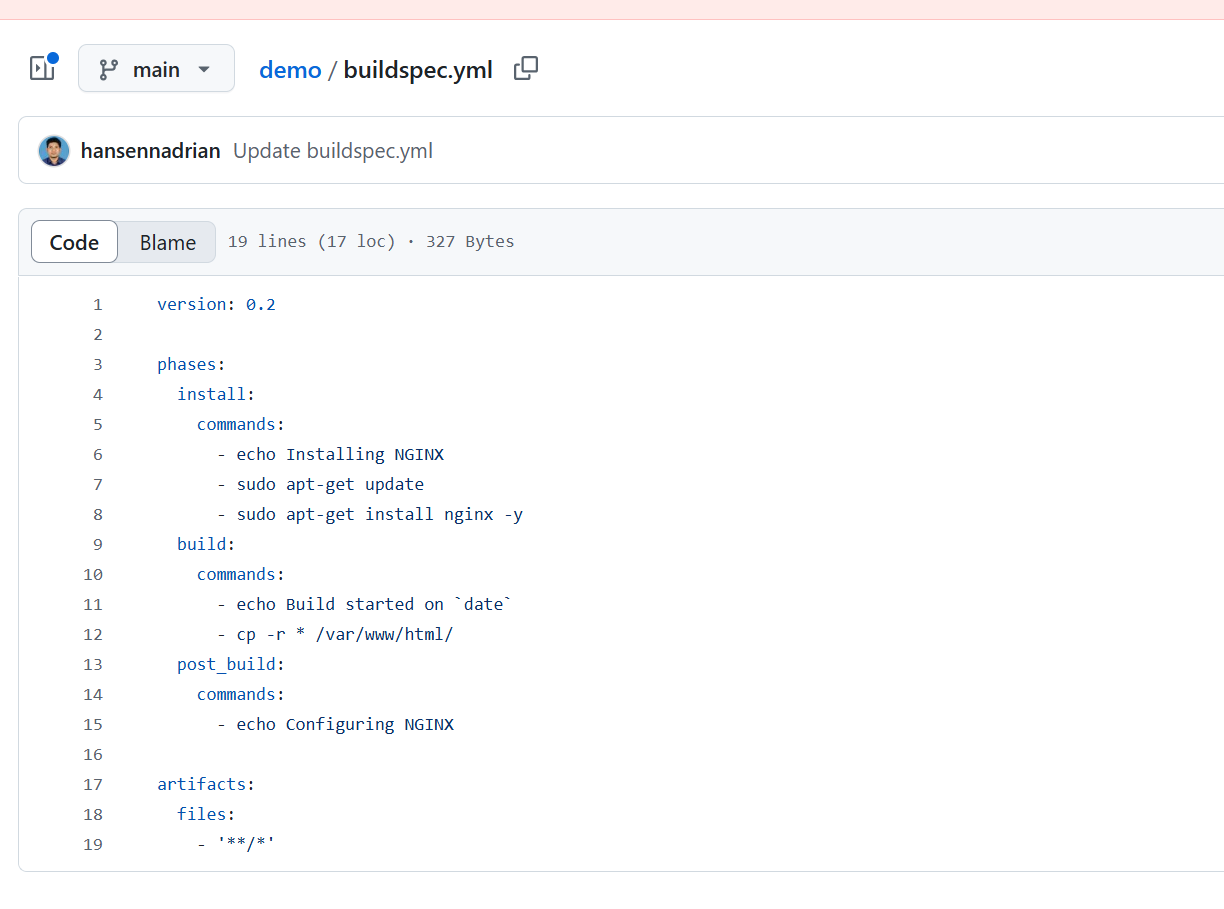 main
demo / buildspec.yml
hansennadrian Update buildspec.yml
Code Blame 19 lines (17 loc) · 327 Bytes
1 version: 0.2
2
3 phases:
4   install:
5     commands:
6       - echo Installing NGINX
7       - sudo apt-get update
8       - sudo apt-get install nginx -y
9   build:
10     commands:
11       - echo Build started on `date`
12       - cp -r * /var/www/html/
13   post_build:
14     commands:
15       - echo Configuring NGINX
16
17 artifacts:
18   files:
19     - '**/*'